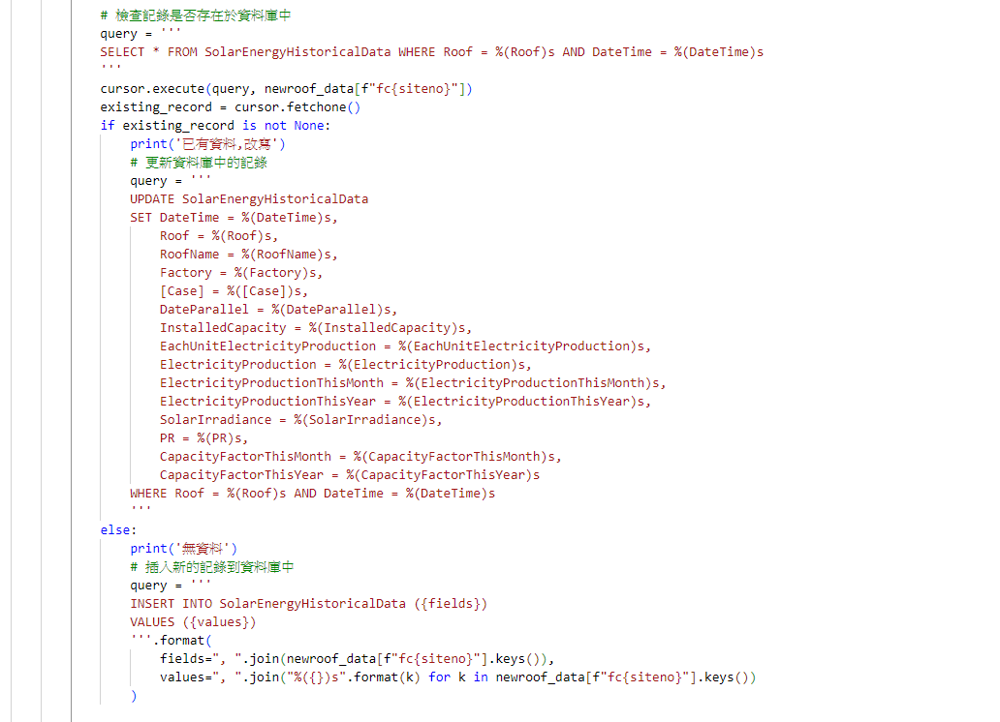 # 檢查記錄是否存在於資料庫中
query = '''
SELECT * FROM SolarEnergyHistoricalData WHERE Roof = %(Roof)s AND DateTime = %(DateTime)s
'''
cursor.execute(query, newroof_data[f"fc{siteno}"])
existing_record = cursor.fetchone()
if existing_record is not None:
print('已有資料,改寫')
# 更新資料庫中的記錄
query = '''
UPDATE SolarEnergyHistoricalData
SET DateTime = %(DateTime)s,
Roof = %(Roof)s,
RoofName = %(RoofName)s,
Factory = %(Factory)s,
[Case] = %([Case])s,
DateParallel = %(DateParallel)s,
InstalledCapacity = %(InstalledCapacity)s,
EachUnitElectricityProduction = %(EachUnitElectricityProduction)s,
ElectricityProduction = %(ElectricityProduction)s,
ElectricityProductionThisMonth = %(ElectricityProductionThisMonth)s,
ElectricityProductionThisYear = %(ElectricityProductionThisYear)s,
SolarIrradiance = %(SolarIrradiance)s,
PR = %(PR)s,
CapacityFactorThisMonth = %(CapacityFactorThisMonth)s,
CapacityFactorThisYear = %(CapacityFactorThisYear)s
WHERE Roof = %(Roof)s AND DateTime = %(DateTime)s
'''
else:
print('無資料')
# 插入新的記錄到資料庫中
query = '''
INSERT INTO SolarEnergyHistoricalData ({fields})
VALUES ({values})
'''.format(
fields=", ".join(newroof_data[f"fc{siteno}"].keys()),
values=", ".join("%({})s".format(k) for k in newroof_data[f"fc{siteno}"].keys())
)